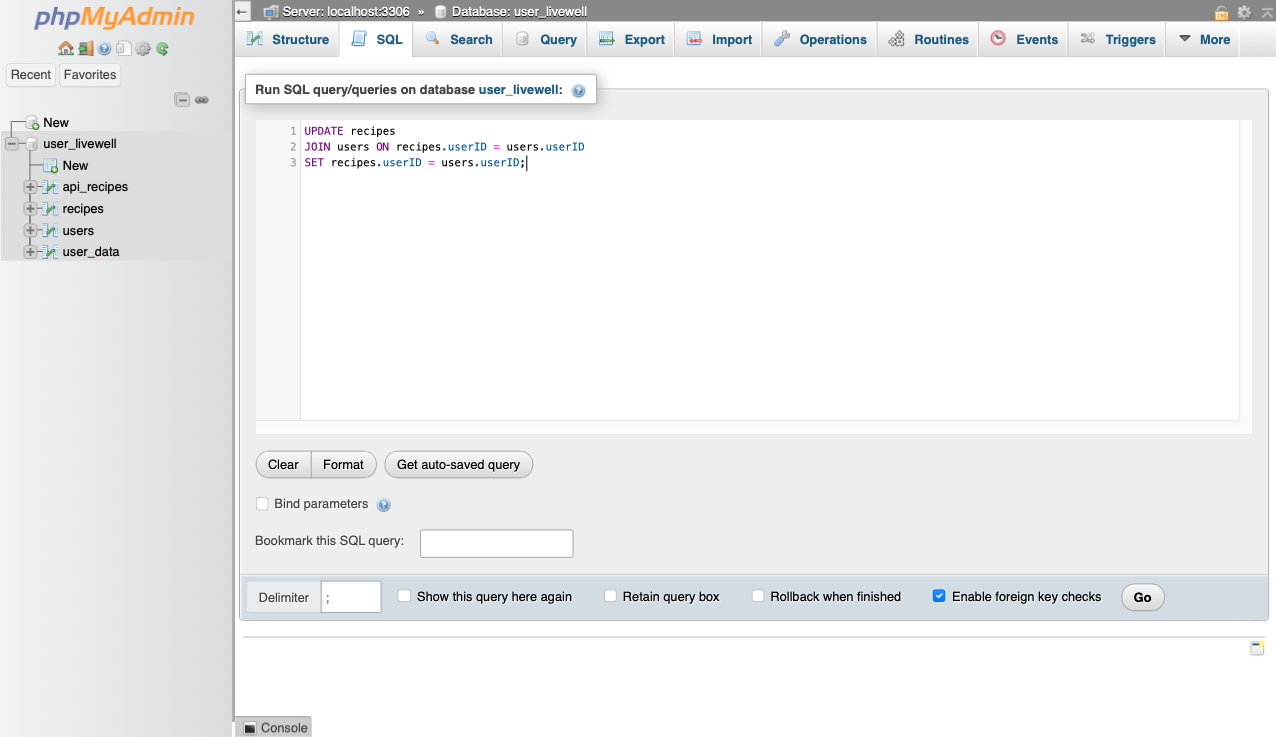 phpMyAdmin
Recent Favorites
New
user_livewell
New
api_recipes
recipes
users
user_data
← Server: localhost:3306 » Database: user_livewell
Structure SQL Search Query Export Import Operations Routines Events Triggers More
Run SQL query/queries on database user_livewell:
1 UPDATE recipes
2 JOIN users ON recipes.userID = users.userID
3 SET recipes.userID = users.userID;
Clear Format Get auto-saved query
Bind parameters
Bookmark this SQL query:
Delimiter ; Show this query here again Retain query box Rollback when finished Enable foreign key checks Go
Console